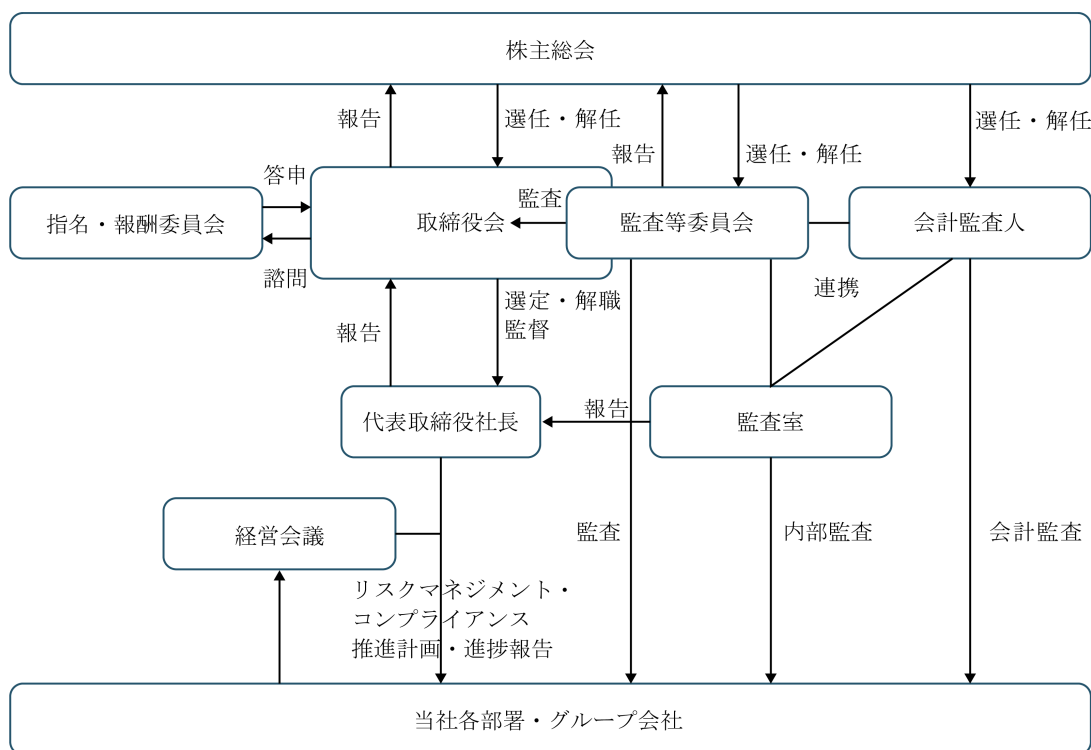 株主総会
報告
選任・解任
報告
選任・解任
選任・解任
答申
指名・報酬委員会
諮問
取締役会
監査
監査等委員会
会計監査人
連携
報告
選定・解職
監督
代表取締役社長
報告
監査室
経営会議
監査
内部監査
会計監査
リスクマネジメント・
コンプライアンス
推進計画・進捗報告
当社各部署・グループ会社